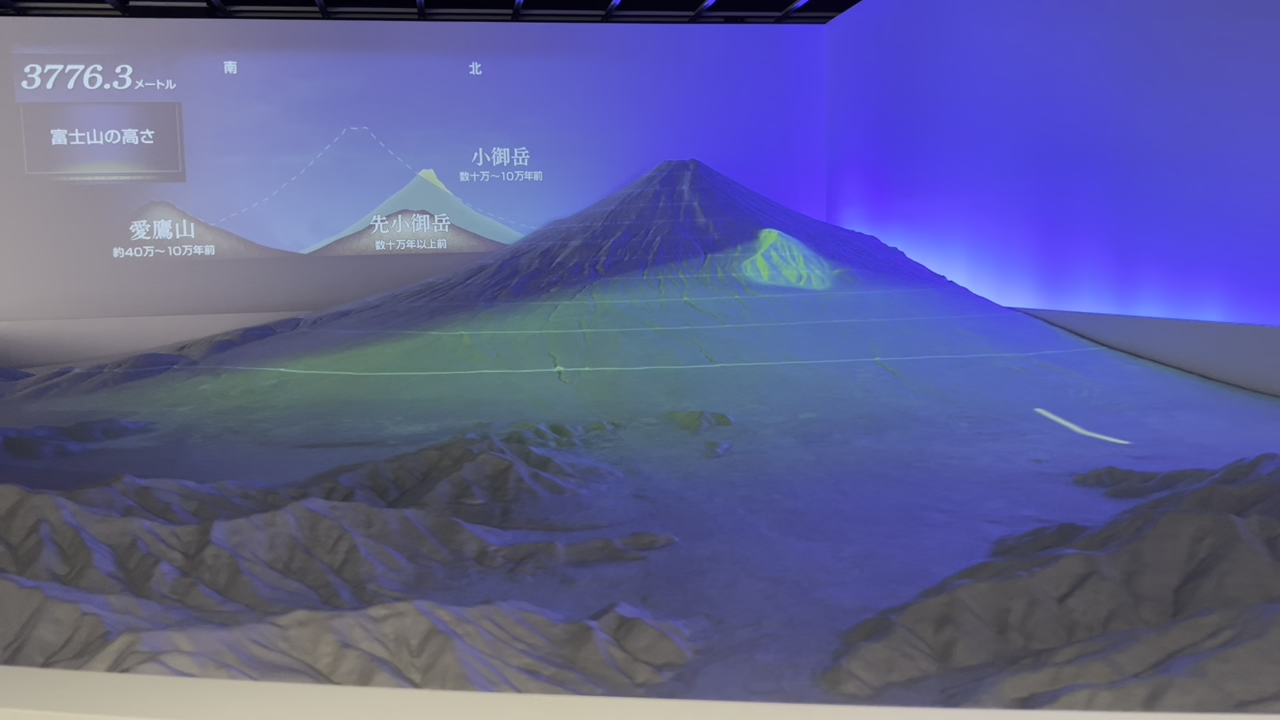 3776.3メートル
富士山の高さ
南
北
小御岳
数十万～10万年前
愛鷹山
約40万～10万年前
先小御岳
数十万年以上前